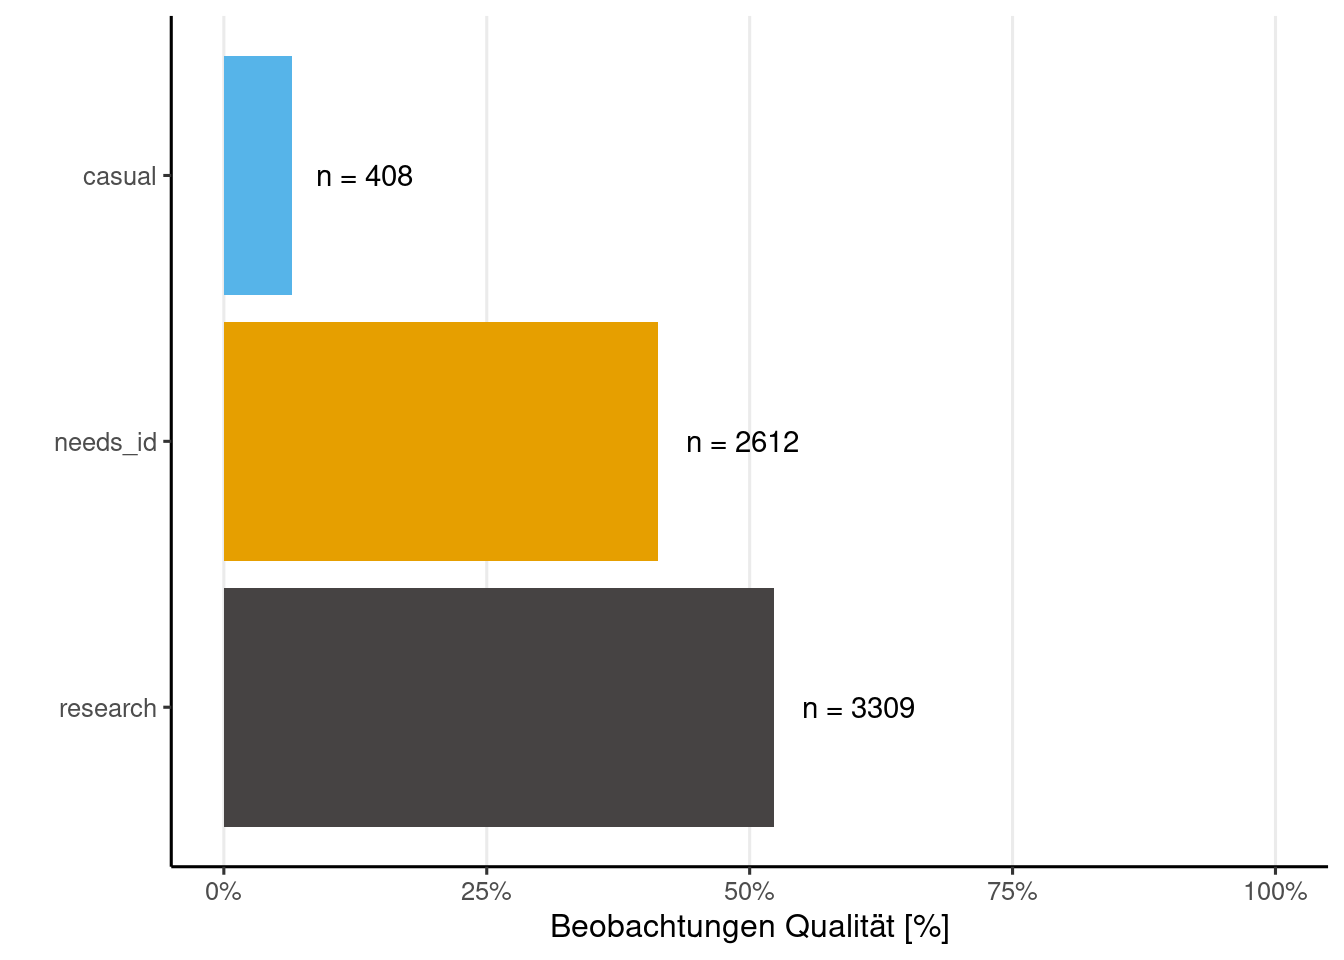 casual
n = 408
needs_id
n = 2612
research
n = 3309
0% 25% 50% 75% 100%
Beobachtungen Qualität [%]